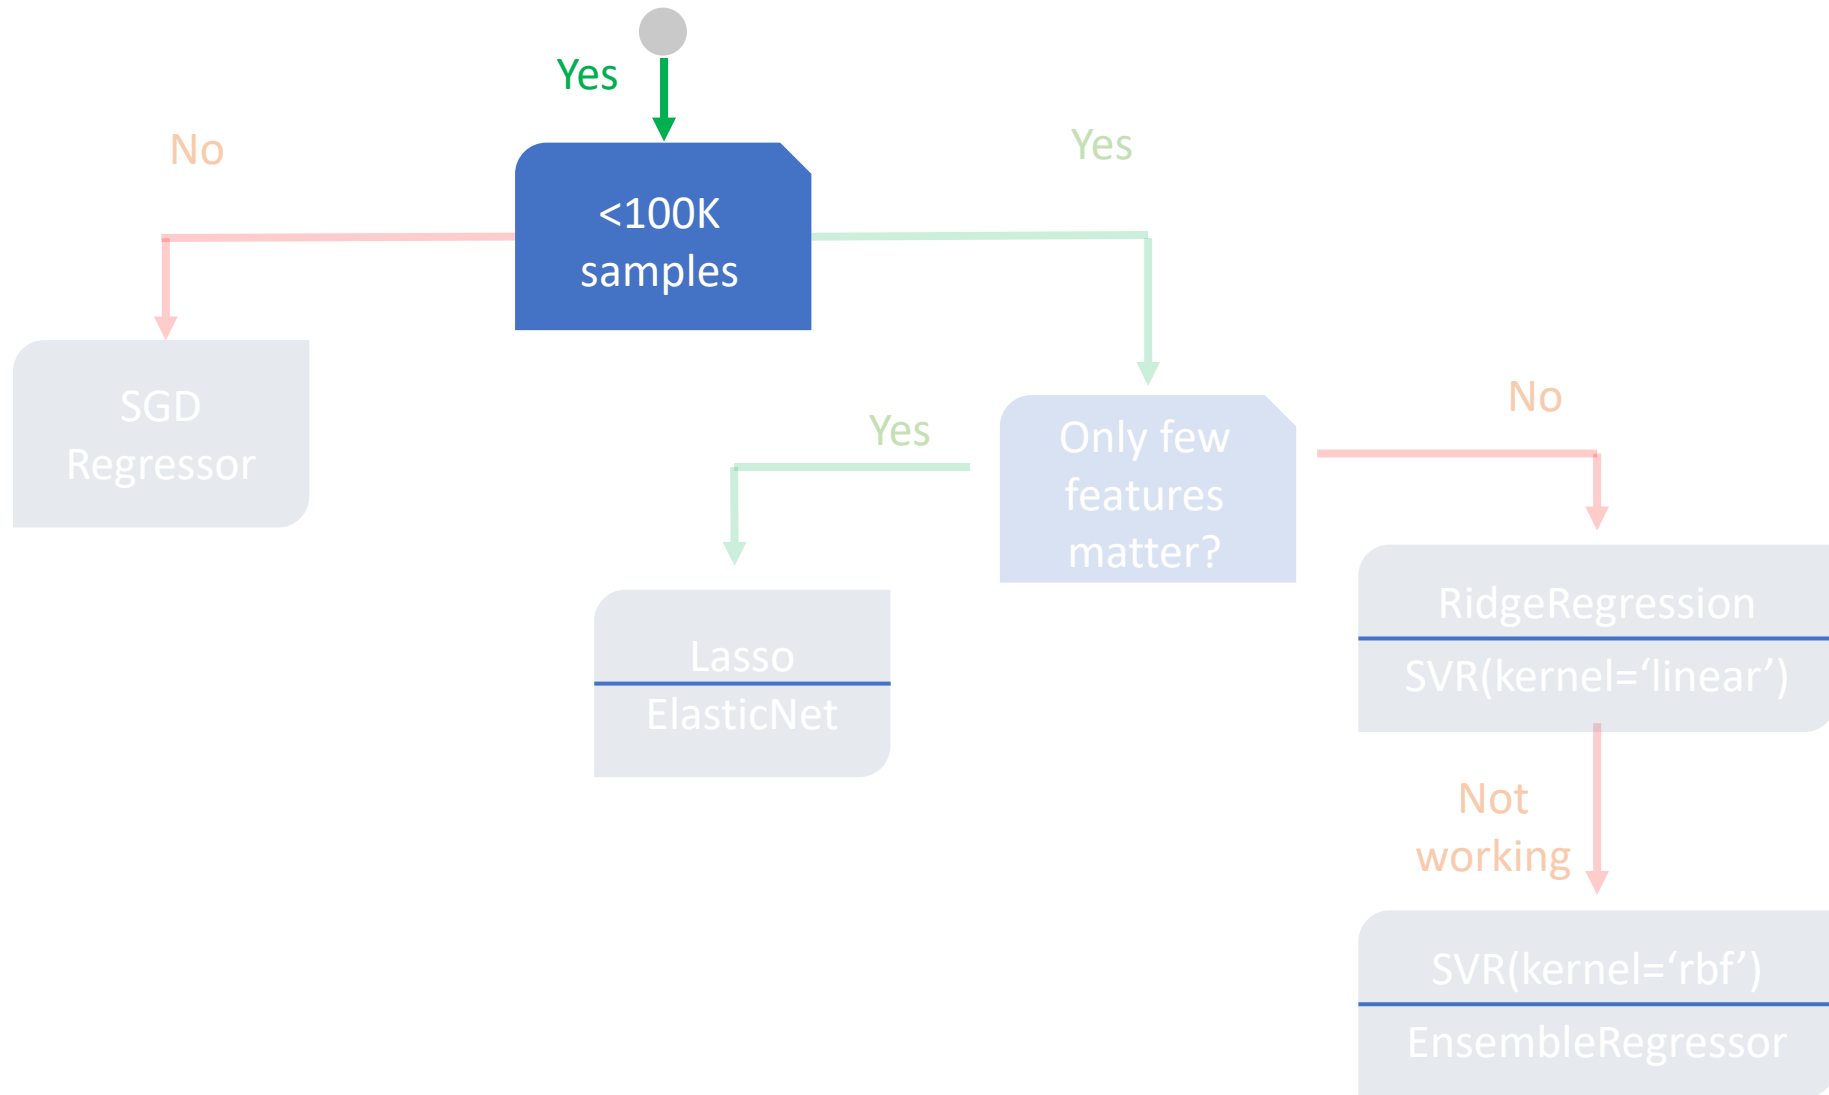 Yes
No
Yes
<100K
samples
SGD
Regressor
Yes
Only few
features
matter?
No
Lasso
ElasticNet
RidgeRegression
SVR(kernel=‘linear’)
Not
working
SVR(kernel=‘rbf’)
EnsembleRegressor